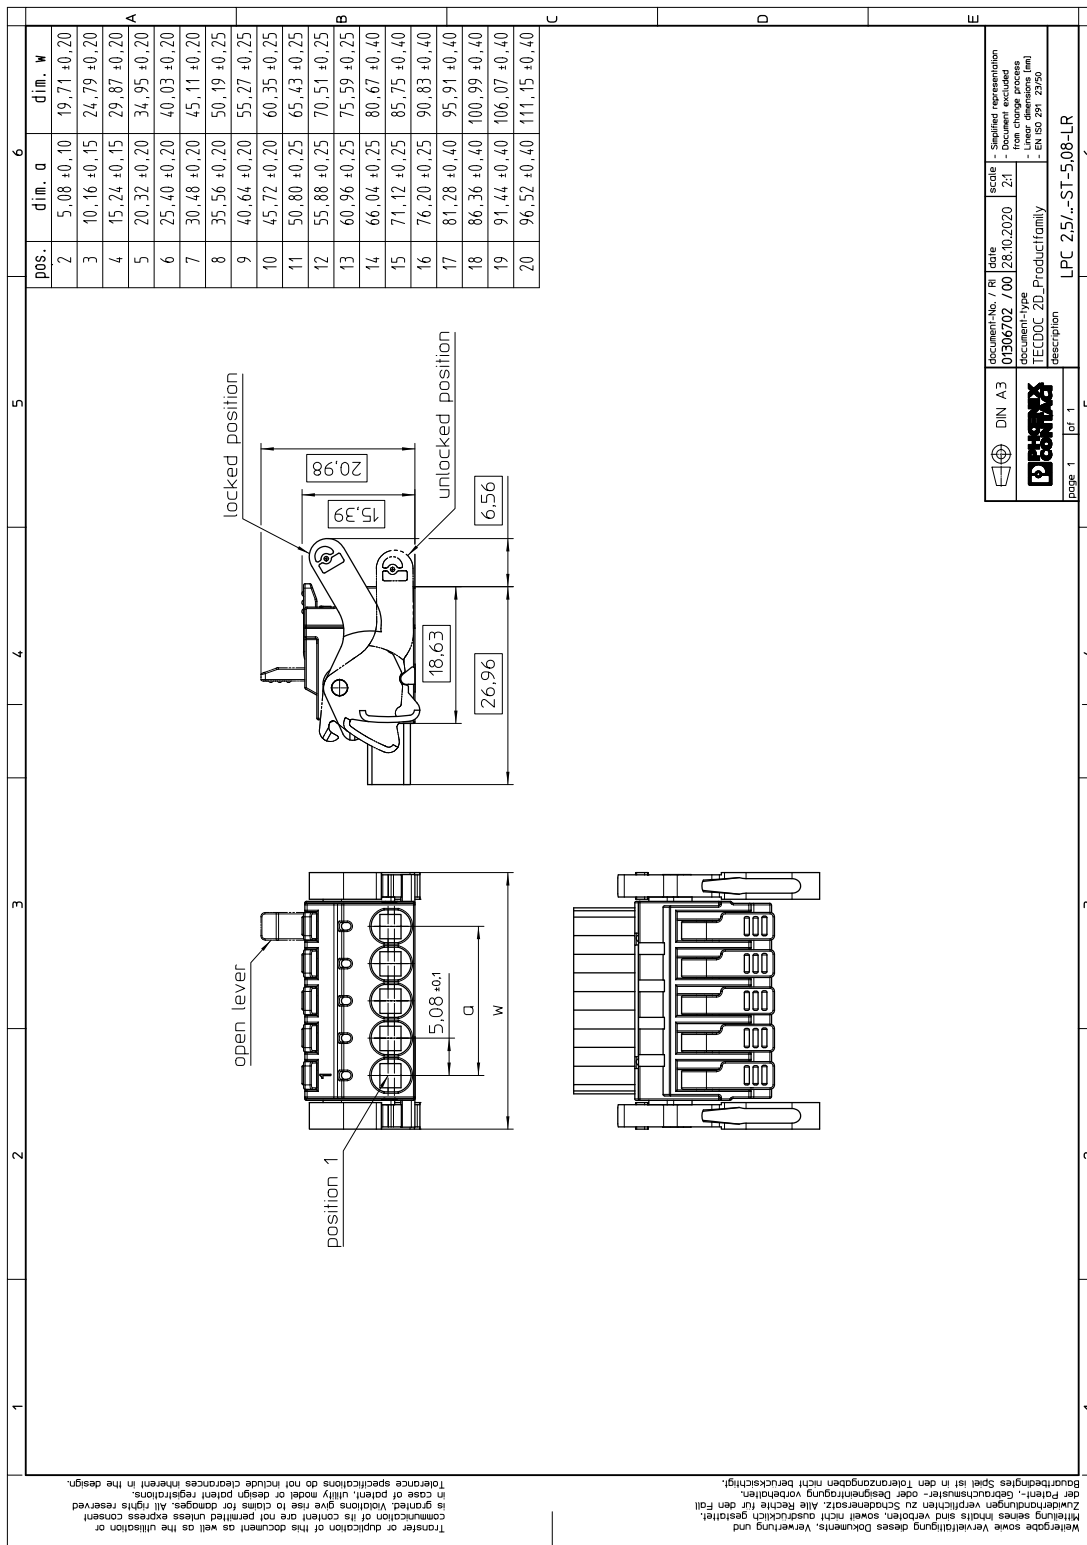 pos. dim. a dim. w
2 5,08 ±0,10 19,71 ±0,20
3 10,16 ±0,15 24,79 ±0,20
4 15,24 ±0,15 29,87 ±0,20
5 20,32 ±0,20 34,95 ±0,20
6 25,40 ±0,20 40,03 ±0,20
7 30,48 ±0,20 45,11 ±0,20
8 35,56 ±0,20 50,19 ±0,25
9 40,64 ±0,20 55,27 ±0,25
10 45,72 ±0,20 60,35 ±0,25
11 50,80 ±0,25 65,43 ±0,25
12 55,88 ±0,25 70,51 ±0,25
13 60,96 ±0,25 75,59 ±0,25
14 66,04 ±0,25 80,67 ±0,40
15 71,12 ±0,25 85,75 ±0,40
16 76,20 ±0,25 90,83 ±0,40
17 81,28 ±0,40 95,91 ±0,40
18 86,36 ±0,40 100,99 ±0,40
19 91,44 ±0,40 106,07 ±0,40
20 96,52 ±0,40 111,15 ±0,40
1 2 3 4 5 6
A
B
C
D
E
locked position
20,98
15,39
unlocked position
6,56
18,63
26,96
open lever
position 1
1
5,08 ±0,1
a
w
DIN A3
PHOENIX
CONTACT
page 1 of 1
document-No. / RI
01306702 / 00
date
28.10.2020
scale
2:1
- Simplified representation
- Document excluded
from change process
- Linear dimensions [mm]
- EN ISO 291 23/50
document-type
TECDOC 2D_Productfamily
description
LPC 2,5/..-ST-5,08-LR
Transfer or duplication of this document as well as the utilisation or
communication of its content are not permitted unless express consent
is granted. Violations give rise to claims for damages. All rights reserved
in case of patent, utility model or design patent registrations.
Tolerance specifications do not include clearances inherent in the design.
Weitergabe sowie Vervielfältigung dieses Dokuments, Verwertung und
Mitteilung seines Inhalts sind verboten, soweit nicht ausdrücklich gestattet.
Zuwiderhandlungen verpflichten zu Schadenersatz. Alle Rechte für den Fall
der Patent-, Gebrauchsmuster- oder Designeintragung vorbehalten.
Bauartbedingtes Spiel ist in den Toleranzangaben nicht berücksichtigt.